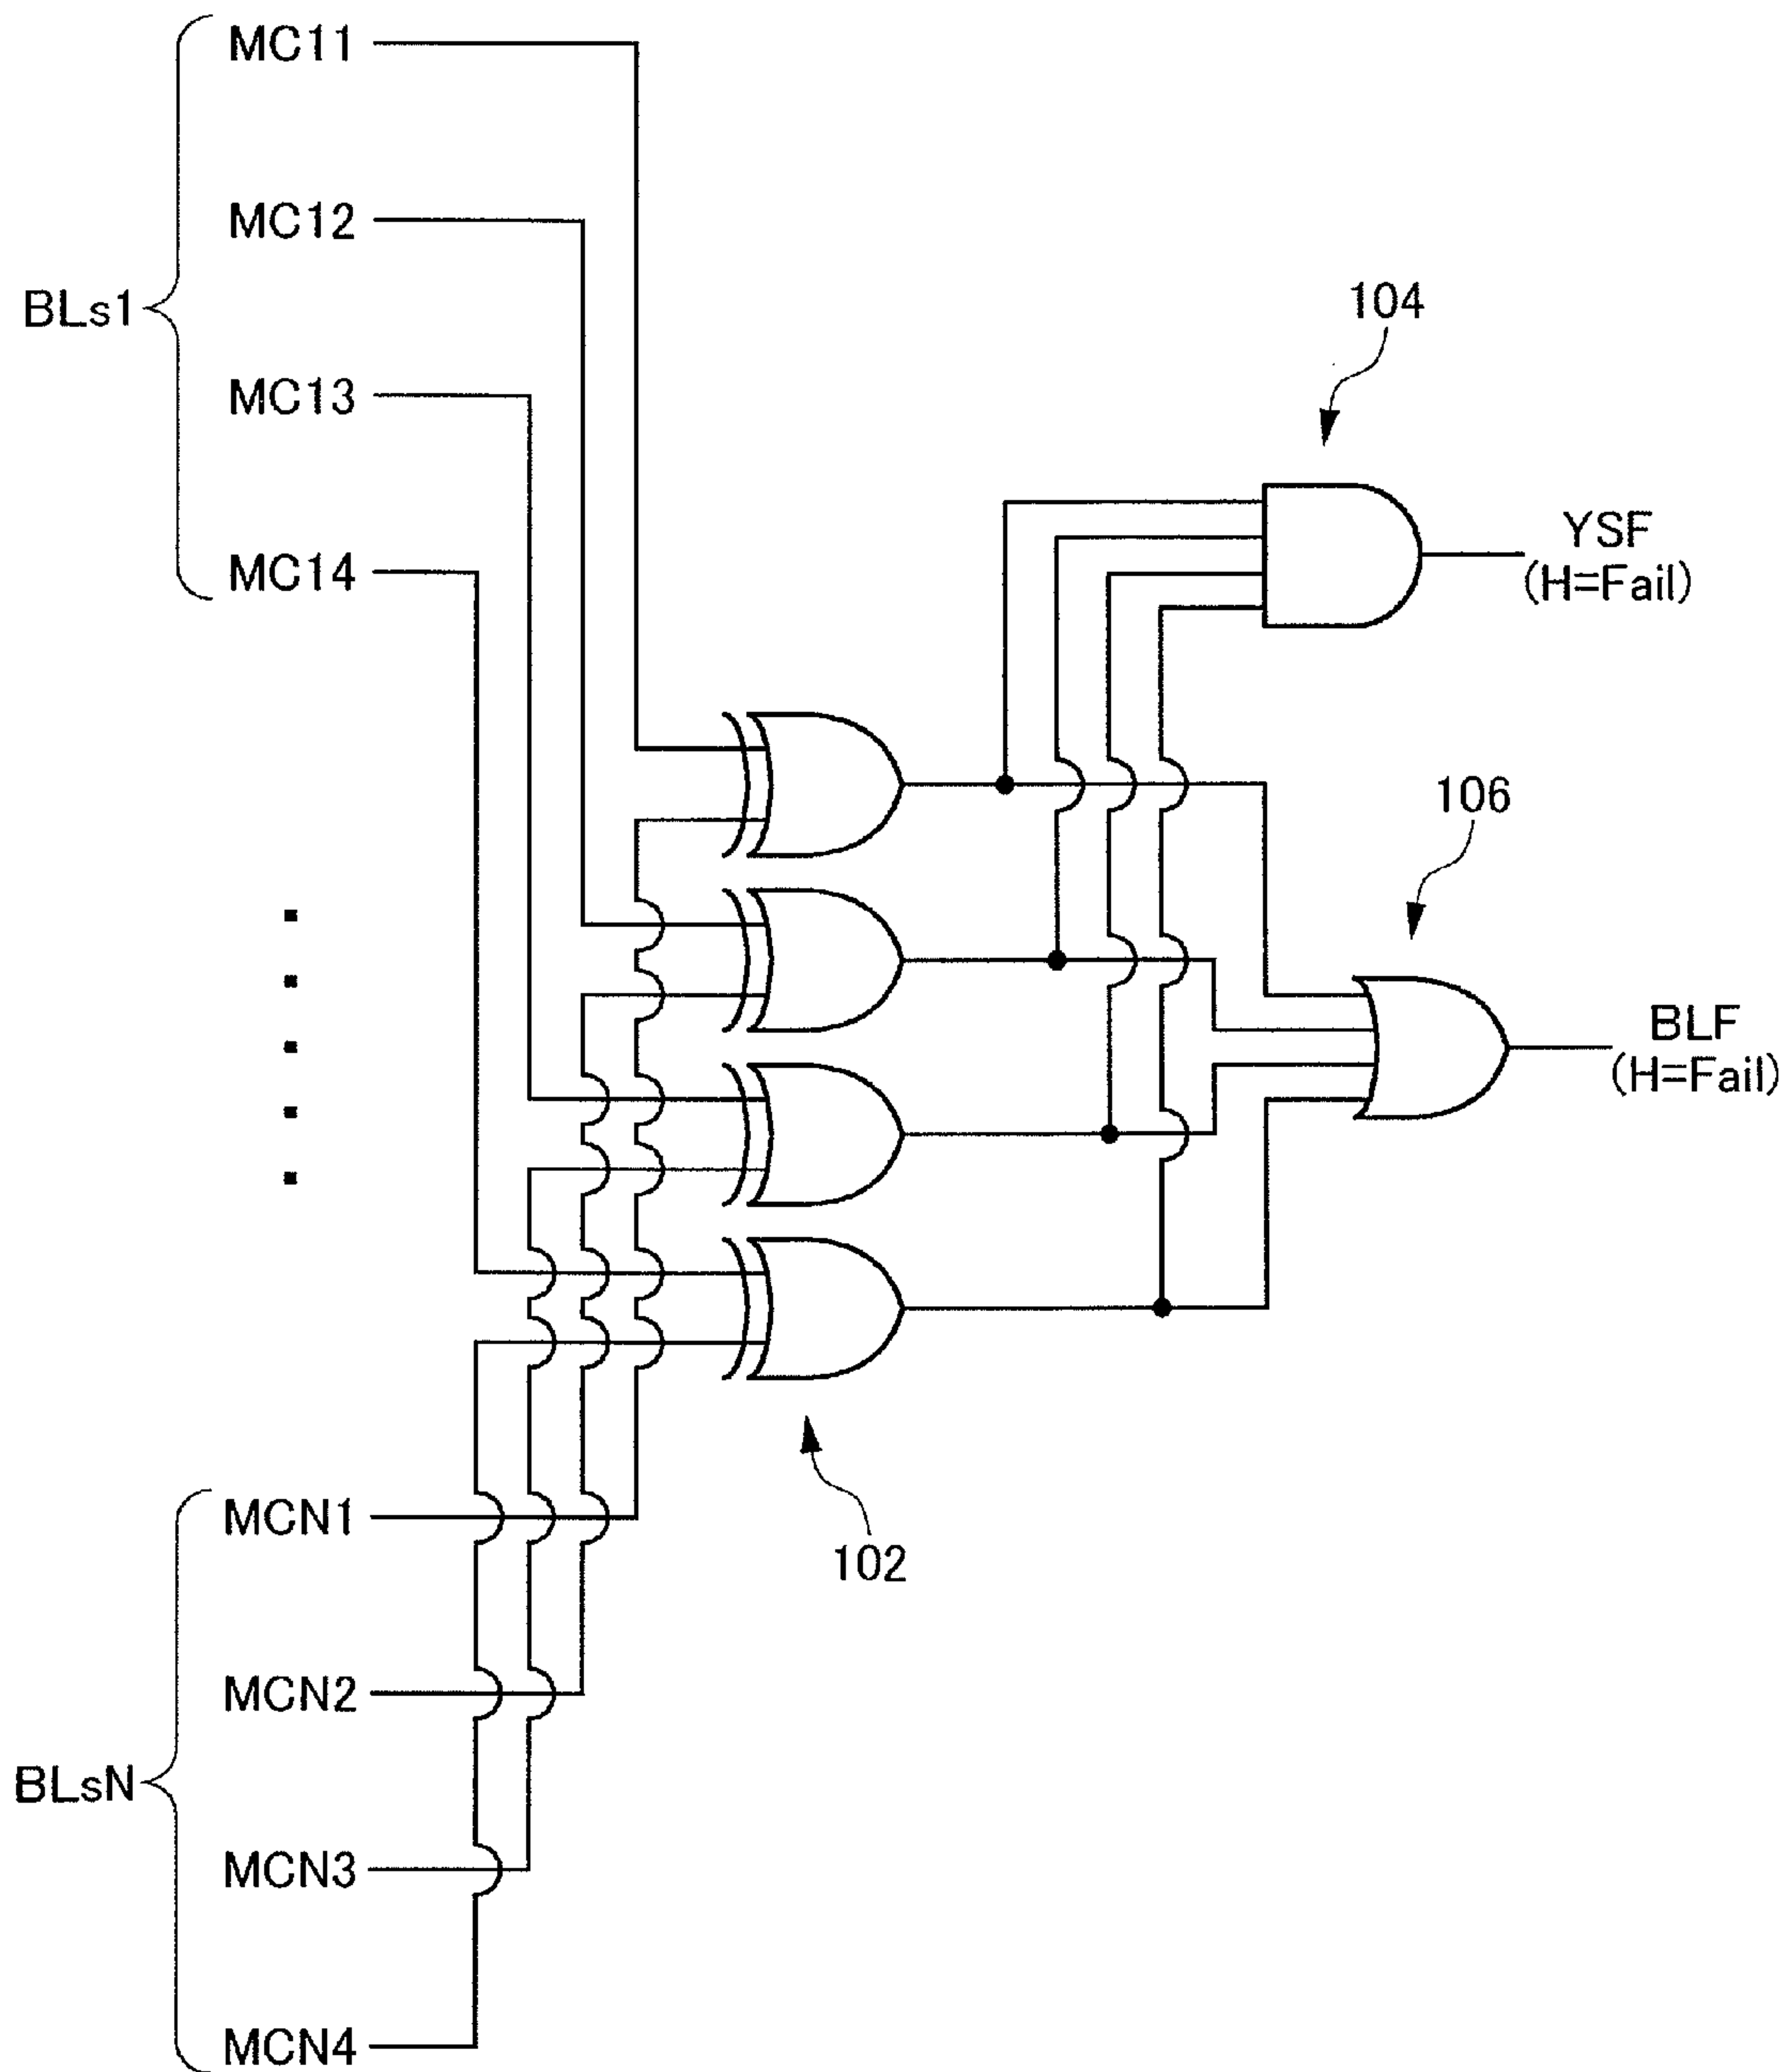 MC11
MC12
BLs1
MC13
MC14
104
YSF
(H=Fail)
106
BLF
(H=Fail)
MCN1
102
MCN2
BLsN
MCN3
MCN4